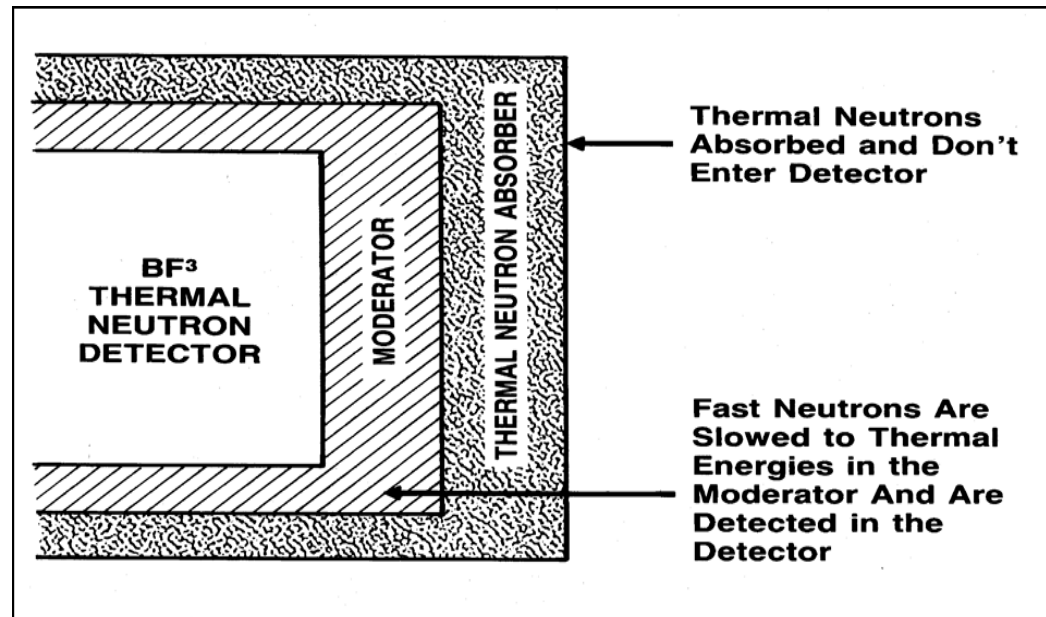 BF³
THERMAL
NEUTRON
DETECTOR
MODERATOR
THERMAL NEUTRON ABSORBER
Thermal Neutrons
Absorbed and Don't
Enter Detector
Fast Neutrons Are
Slowed to Thermal
Energies in the
Moderator And Are
Detected in the
Detector